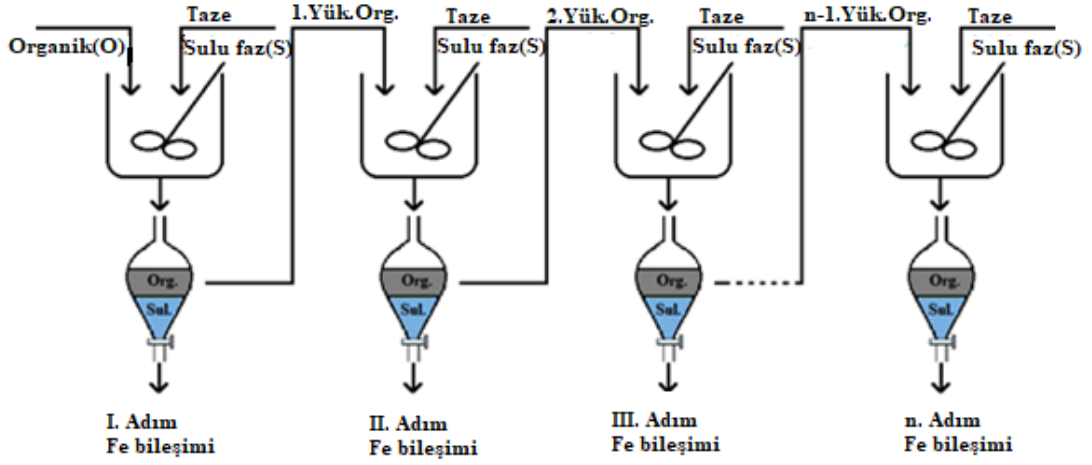 Organik(O)
Taze
Sulu faz(S)
1.Yük.Org.
Taze
Sulu faz(S)
2.Yük.Org.
Taze
Sulu faz(S)
n-1.Yük.Org.
Taze
Sulu faz(S)
Org.
Sul.
Org.
Sul.
Org.
Sul.
Org.
Sul.
I. Adım
Fe bileşimi
II. Adım
Fe bileşimi
III. Adım
Fe bileşimi
n. Adım
Fe bileşimi